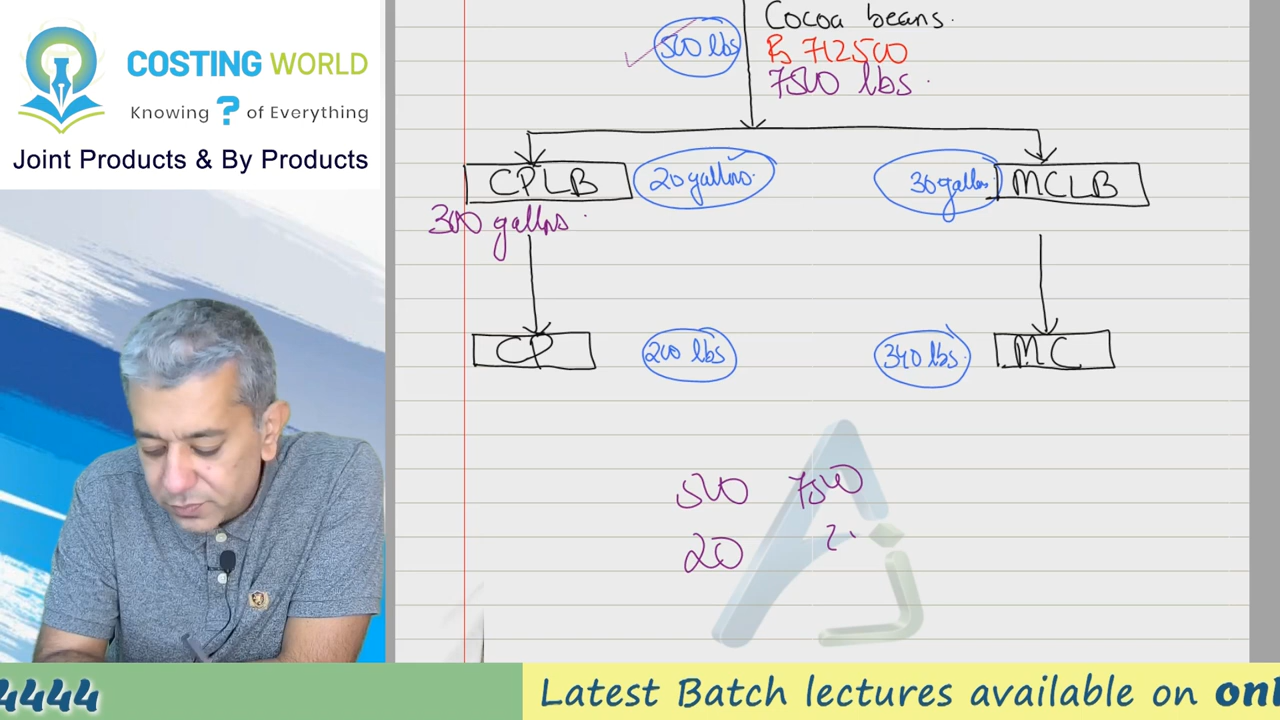 COSTING WORLD
Knowing ? of Everything
Joint Products & By Products
Cocoa beans.
500 lbs
Rs 712500
7500 lbs.
CPLB
20 gallons.
30 gallons
MCLB
300 gallons.
CP
200 lbs
340 lbs.
MC
500 7500
20 ?
4444
Latest Batch lectures available on onl